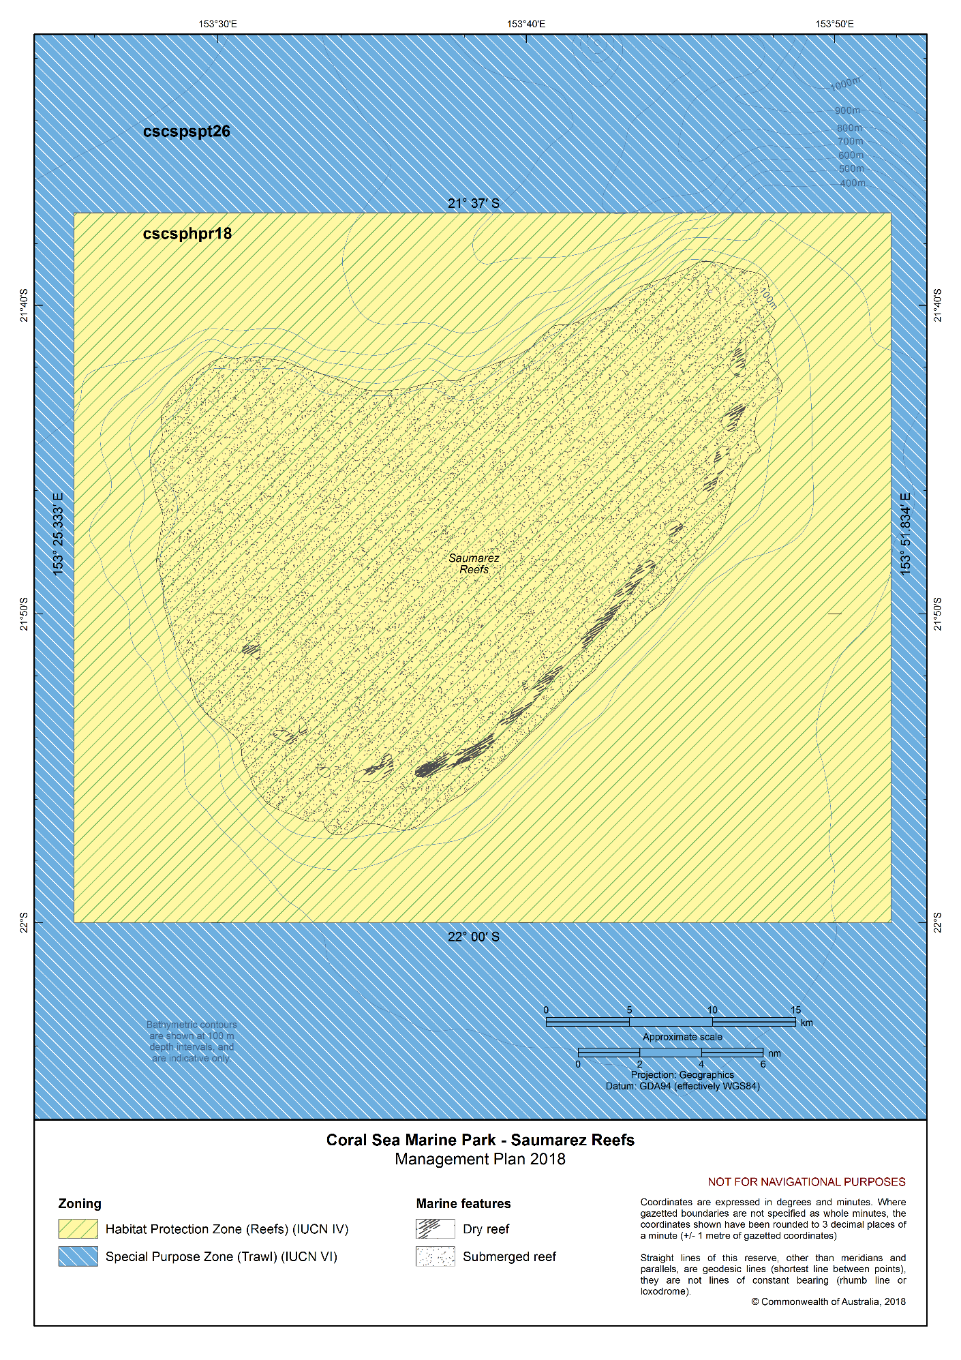 153°30'E
153°40'E
153°50'E
1000m
900m
800m
700m
600m
500m
400m
cscspspt26
21° 37' S
cscsphpr18
100m
21°40'S
21°40'S
153° 25.333' E
153° 51.834' E
Saumarez
Reefs
21°50'S
21°50'S
22°S
22°S
22° 00' S
Bathymetric contours
are shown at 100 m
depth intervals, and
are indicative only
0 5 10 15
km
Approximate scale
nm
0 2 4 6
Projection: Geographics
Datum: GDA94 (effectively WGS84)
Coral Sea Marine Park - Saumarez Reefs
Management Plan 2018
NOT FOR NAVIGATIONAL PURPOSES
Zoning
Habitat Protection Zone (Reefs) (IUCN IV)
Special Purpose Zone (Trawl) (IUCN VI)
Marine features
Dry reef
Submerged reef
Coordinates are expressed in degrees and minutes. Where
gazetted boundaries are not specified as whole minutes, the
coordinates shown have been rounded to 3 decimal places of
a minute (+/- 1 metre of gazetted coordinates)
Straight lines of this reserve, other than meridians and
parallels, are geodesic lines (shortest line between points),
they are not lines of constant bearing (rhumb line or
loxodrome).
© Commonwealth of Australia, 2018